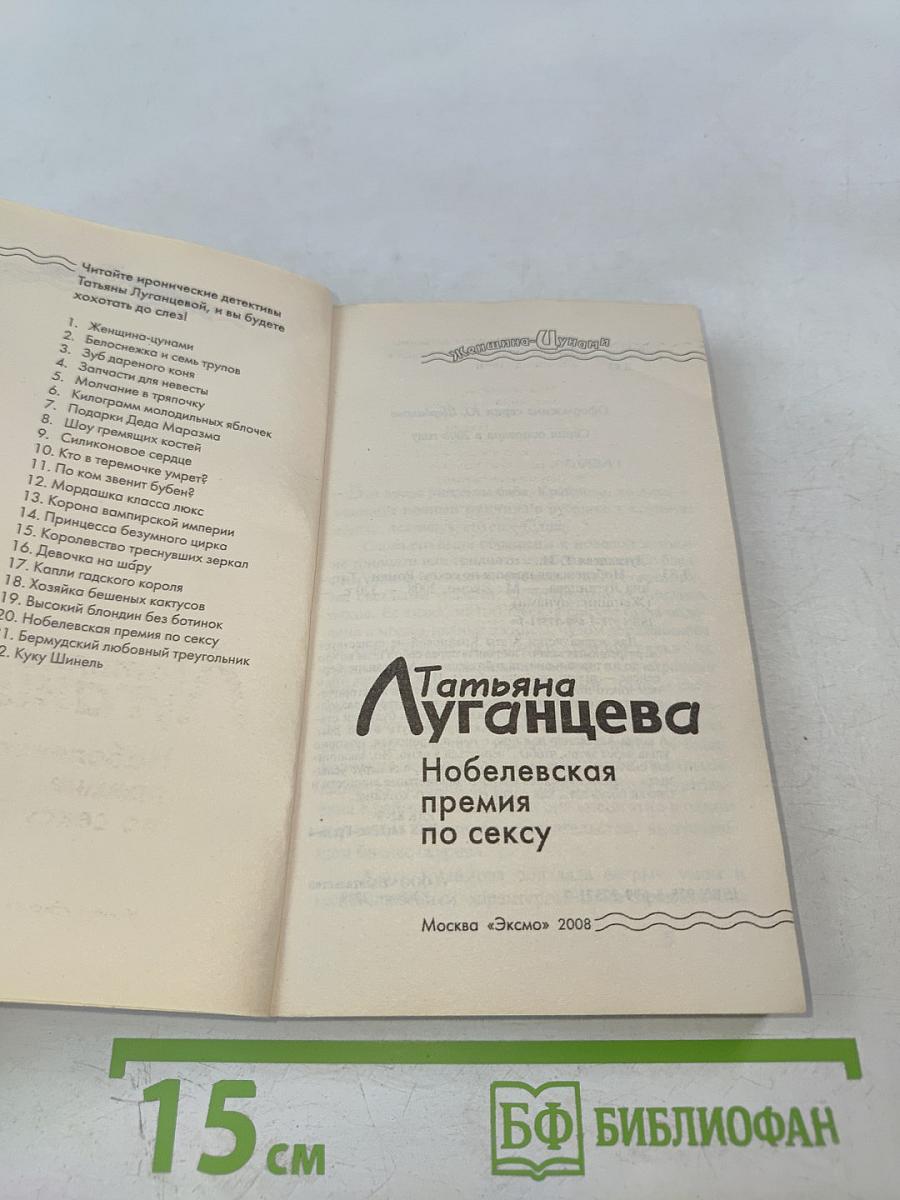 Читайте иронические детективы
Татьяны Луганцевой, и вы будете
хохотать до слез!
1. Женщина-цунами
2. Белоснежка и семь трупов
3. Зуб дареного коня
4. Запчасти для невесты
5. Молчание в тряпочку
6. Килограмм молодильных яблочек
7. Подарки Деда Маразма
8. Шоу гремящих костей
9. Силиконовое сердце
10. Кто в теремочке умрет?
11. По ком звенит бубен?
12. Мордашка класса люкс
13. Корона вампирской империи
14. Принцесса безумного цирка
15. Королевство треснувших зеркал
16. Девочка на ша́ру
17. Капли гадского короля
18. Хозяйка бешеных кактусов
19. Высокий блондин без ботинок
20. Нобелевская премия по сексу
1. Бермудский любовный треугольник
2. Куку Шинель
Женщина-Цунами
Татьяна
Луганцева
Нобелевская
премия
по сексу
Москва «Эксмо» 2008
15 см
БФ БИБЛИОФАН